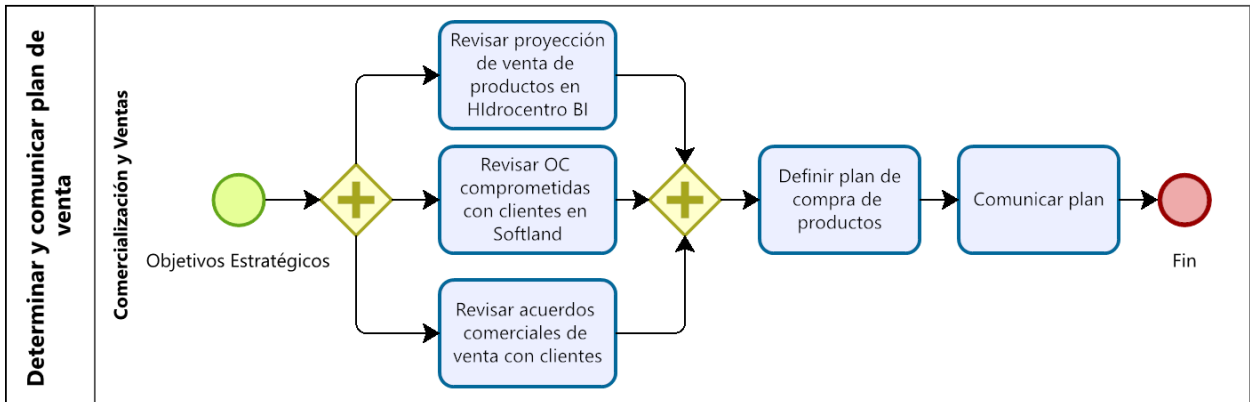 Determinar y comunicar plan de
venta
Comercialización y Ventas
Objetivos Estratégicos
Revisar proyección
de venta de
productos en
HIdrocentro BI
Revisar OC
comprometidas
con clientes en
Softland
Revisar acuerdos
comerciales de
venta con clientes
Definir plan de
compra de
productos
Comunicar plan
Fin